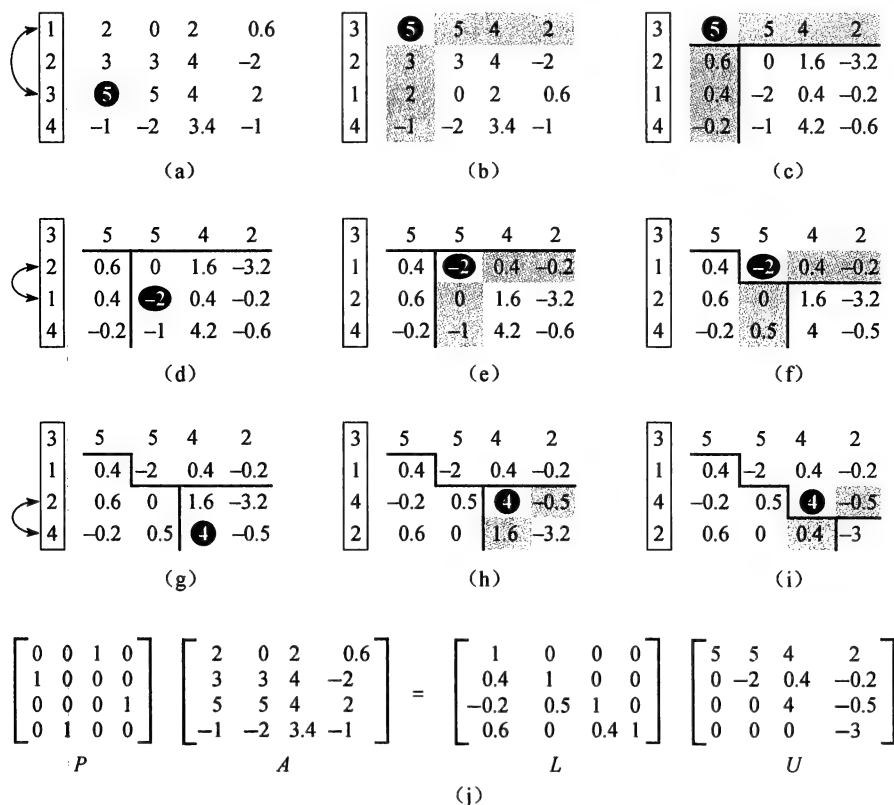 1 2 0 2 0.6 3 5 5 4 2 3 5 5 4 2
2 3 3 4 −2 2 3 3 4 −2 2 0.6 0 1.6 −3.2
3 5 5 4 2 1 2 0 2 0.6 1 0.4 −2 0.4 −0.2
4 −1 −2 3.4 −1 4 −1 −2 3.4 −1 4 −0.2 −1 4.2 −0.6
(a) (b) (c)
3 5 5 4 2 3 5 5 4 2 3 5 5 4 2
2 0.6 0 1.6 −3.2 1 0.4 −2 0.4 −0.2 1 0.4 −2 0.4 −0.2
1 0.4 −2 0.4 −0.2 2 0.6 0 1.6 −3.2 2 0.6 0 1.6 −3.2
4 −0.2 −1 4.2 −0.6 4 −0.2 −1 4.2 −0.6 4 −0.2 0.5 4 −0.5
(d) (e) (f)
3 5 5 4 2 3 5 5 4 2 3 5 5 4 2
1 0.4 −2 0.4 −0.2 1 0.4 −2 0.4 −0.2 1 0.4 −2 0.4 −0.2
2 0.6 0 1.6 −3.2 4 −0.2 0.5 4 −0.5 4 −0.2 0.5 4 −0.5
4 −0.2 0.5 4 −0.5 2 0.6 0 1.6 −3.2 2 0.6 0 0.4 −3
(g) (h) (i)
0 0 1 0 2 0 2 0.6 1 0 0 0 5 5 4 2
1 0 0 0 3 3 4 −2 0.4 1 0 0 0 −2 0.4 −0.2
0 0 0 1 5 5 4 2 = −0.2 0.5 1 0 0 0 4 −0.5
0 1 0 0 −1 −2 3.4 −1 0.6 0 0.4 1 0 0 0 −3
P A L U
(j)